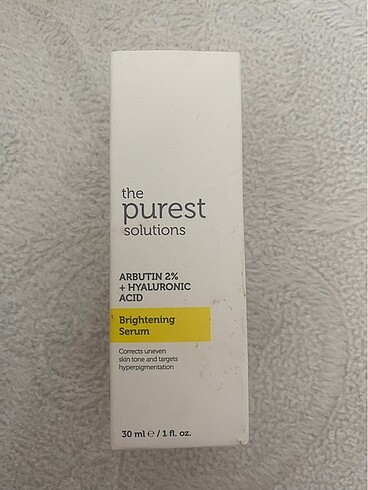 the
purest
solutions
ARBUTIN 2%
+ HYALURONIC
ACID
Brightening
Serum
Corrects uneven
skin tone and targets
hyperpigmentation
30 ml ℮ / 1 fl. oz.